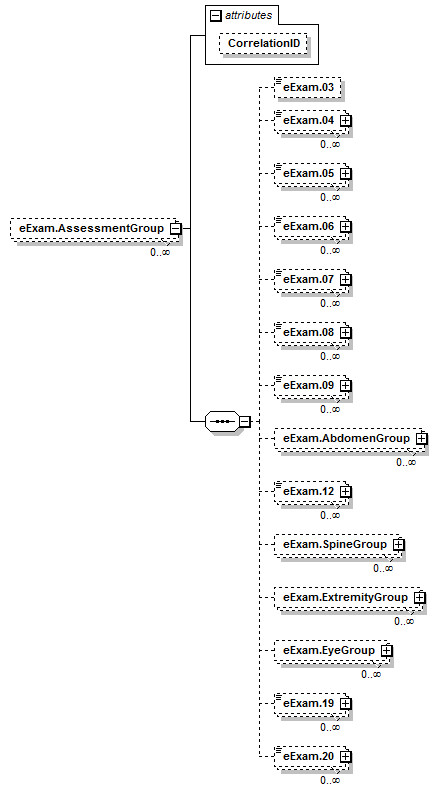 attributes
CorrelationID
eExam.03
eExam.04
0..∞
eExam.05
0..∞
eExam.06
0..∞
eExam.AssessmentGroup
0..∞
eExam.07
0..∞
eExam.08
0..∞
eExam.09
0..∞
eExam.AbdomenGroup
0..∞
eExam.12
0..∞
eExam.SpineGroup
0..∞
eExam.ExtremityGroup
0..∞
eExam.EyeGroup
0..∞
eExam.19
0..∞
eExam.20
0..∞